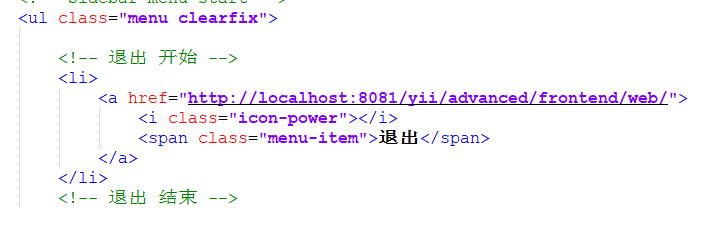 <ul class="menu clearfix">
<!-- 退出 开始 -->
<li>
<a href="http://localhost:8081/yii/advanced/frontend/web/">
<i class="icon-power"></i>
<span class="menu-item">退出</span>
</a>
</li>
<!-- 退出 结束 -->